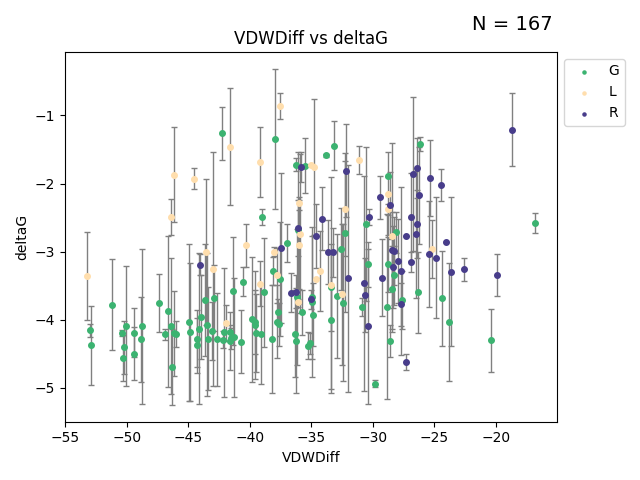 N = 167
VDWDiff vs deltaG
G
L
R
deltaG
−1
−2
−3
−4
−5
−55
−50
−45
−40
−35
−30
−25
−20
VDWDiff